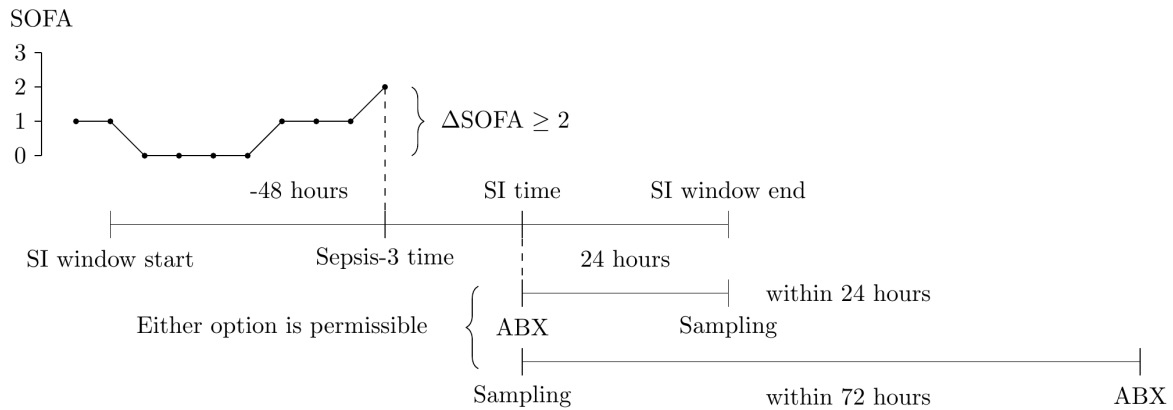 SOFA
3
2
1
0
ΔSOFA ≥ 2
-48 hours
SI time
SI window end
SI window start
Sepsis-3 time
24 hours
within 24 hours
Either option is permissible
ABX
Sampling
Sampling
within 72 hours
ABX